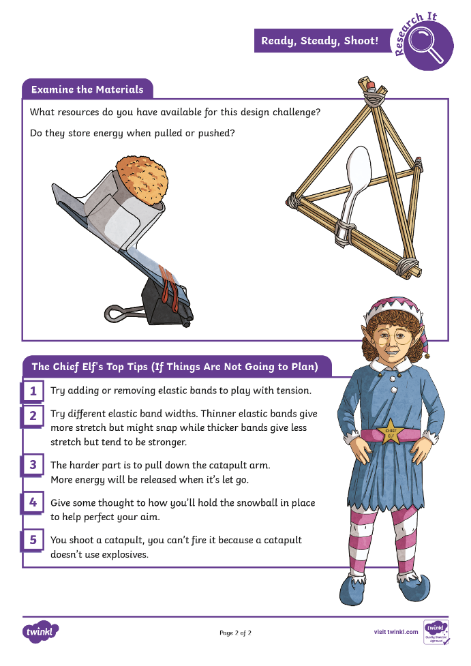 Ready, Steady, Shoot!
Research It
Examine the Materials
What resources do you have available for this design challenge?
Do they store energy when pulled or pushed?
The Chief Elf's Top Tips (If Things Are Not Going to Plan)
1 Try adding or removing elastic bands to play with tension.
2 Try different elastic band widths. Thinner elastic bands give
more stretch but might snap while thicker bands give less
stretch but tend to be stronger.
3 The harder part is to pull down the catapult arm.
More energy will be released when it's let go.
4 Give some thought to how you'll hold the snowball in place
to help perfect your aim.
5 You shoot a catapult, you can't fire it because a catapult
doesn't use explosives.
twinkl
Page 2 of 2
visit twinkl.com
twinkl